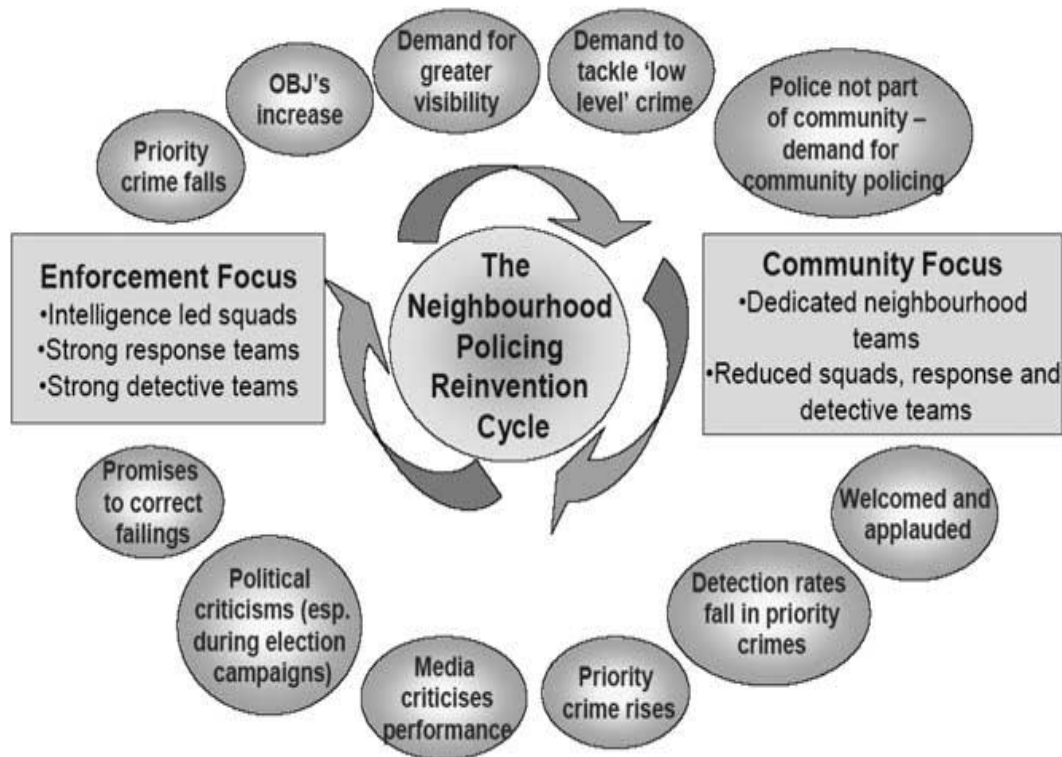 Demand for
greater
visibility
Demand to
tackle ‘low
level’ crime
OBJ's
increase
Police not part
of community –
demand for
community policing
Priority
crime falls
Enforcement Focus
•Intelligence led squads
•Strong response teams
•Strong detective teams
The
Neighbourhood
Policing
Reinvention
Cycle
Community Focus
•Dedicated neighbourhood
teams
•Reduced squads, response and
detective teams
Promises
to correct
failings
Welcomed and
applauded
Political
criticisms (esp.
during election
campaigns)
Detection rates
fall in priority
crimes
Media
criticises
performance
Priority
crime rises